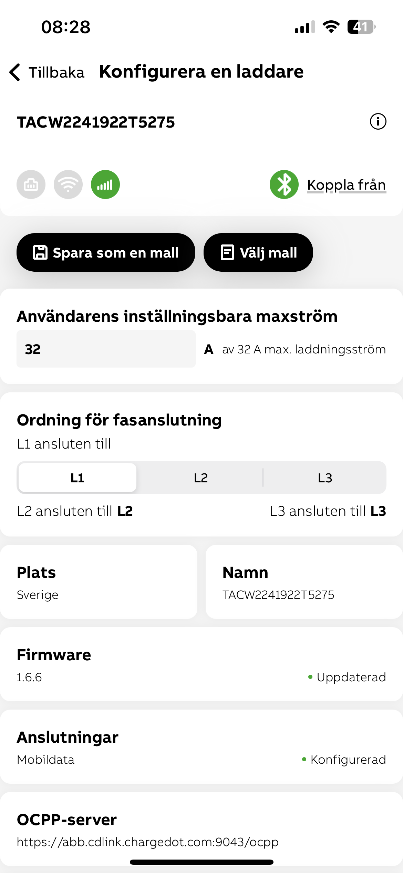 08:28
41
Tillbaka Konfigurera en laddare
TACW2241922T5275
Koppla från
Spara som en mall Välj mall
Användarens inställningsbara maxström
32 A av 32 A max. laddningsström
Ordning för fasanslutning
L1 ansluten till
L1 L2 L3
L2 ansluten till L2 L3 ansluten till L3
Plats Namn
Sverige TACW2241922T5275
Firmware
1.6.6 Uppdaterad
Anslutningar
Mobildata Konfigurerad
OCPP-server
https://abb.cdlink.chargedot.com:9043/ocpp